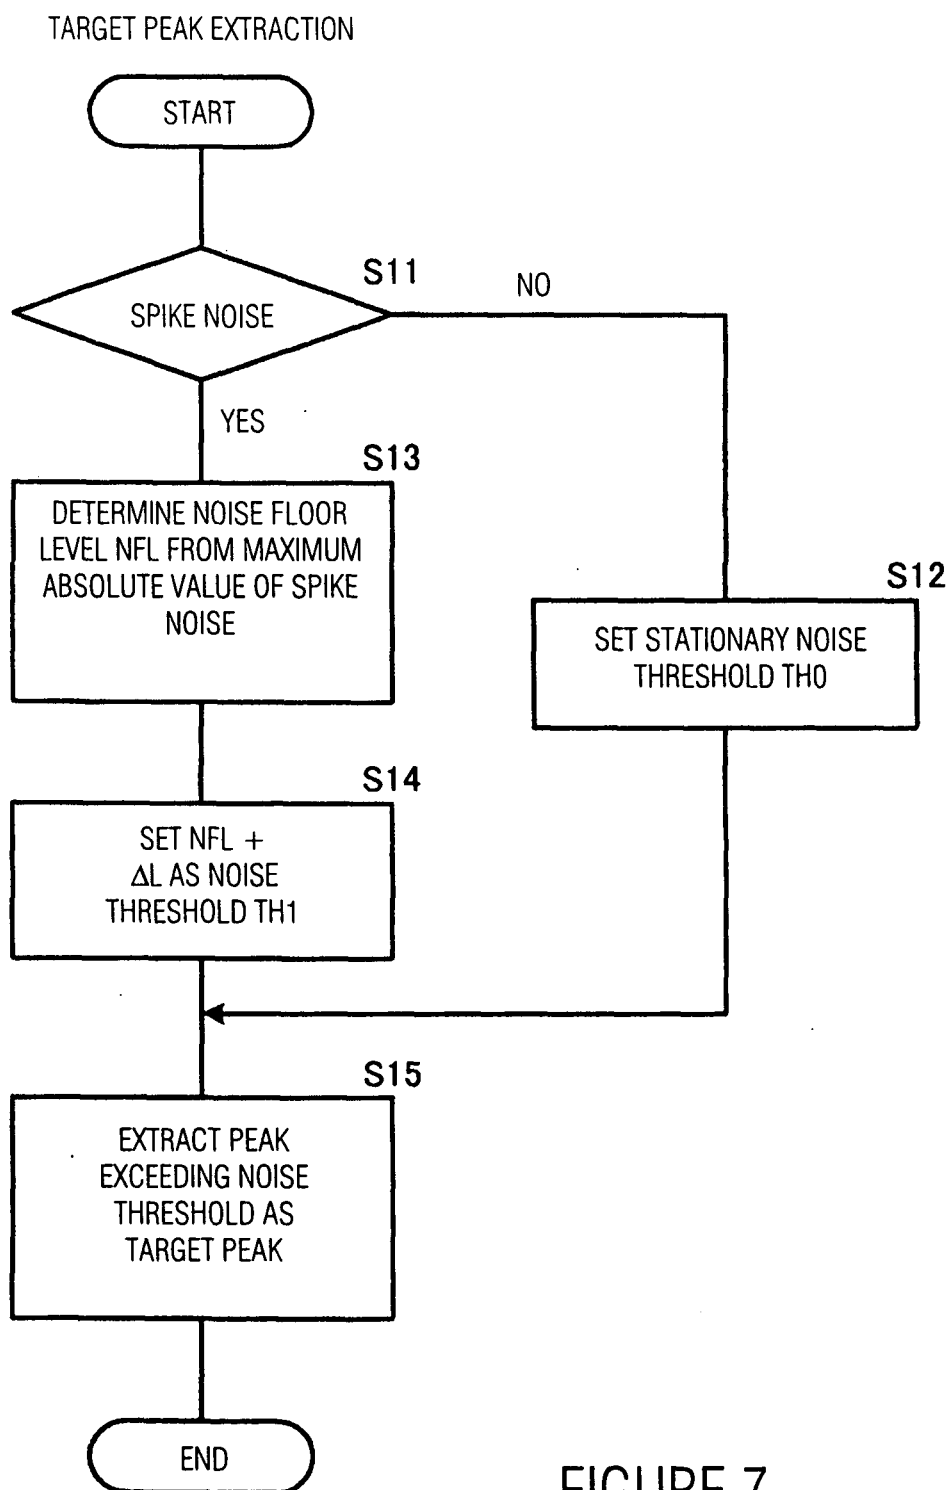 TARGET PEAK EXTRACTION
START
S11
SPIKE NOISE
NO
YES
S13
DETERMINE NOISE FLOOR
LEVEL NFL FROM MAXIMUM
ABSOLUTE VALUE OF SPIKE
NOISE
S12
SET STATIONARY NOISE
THRESHOLD TH0
S14
SET NFL +
ΔL AS NOISE
THRESHOLD TH1
S15
EXTRACT PEAK
EXCEEDING NOISE
THRESHOLD AS
TARGET PEAK
END
FIGURE 7